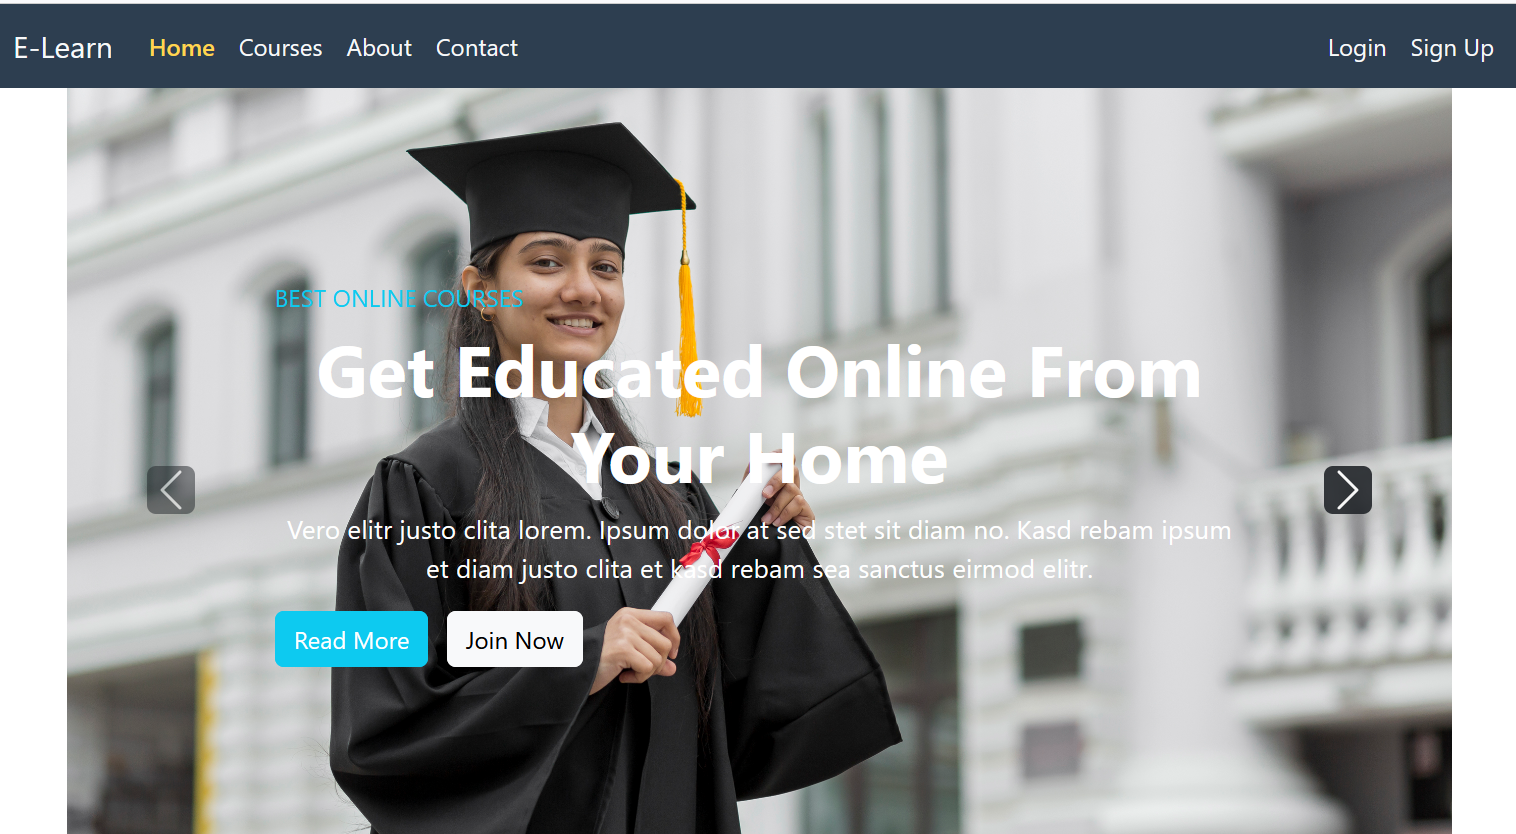 E-Learn Home Courses About Contact Login Sign Up
BEST ONLINE COURSES
Get Educated Online From
Your Home
Vero elitr justo clita lorem. Ipsum dolor at sed stet sit diam no. Kasd rebam ipsum
et diam justo clita et kasd rebam sea sanctus eirmod elitr.
Read More Join Now